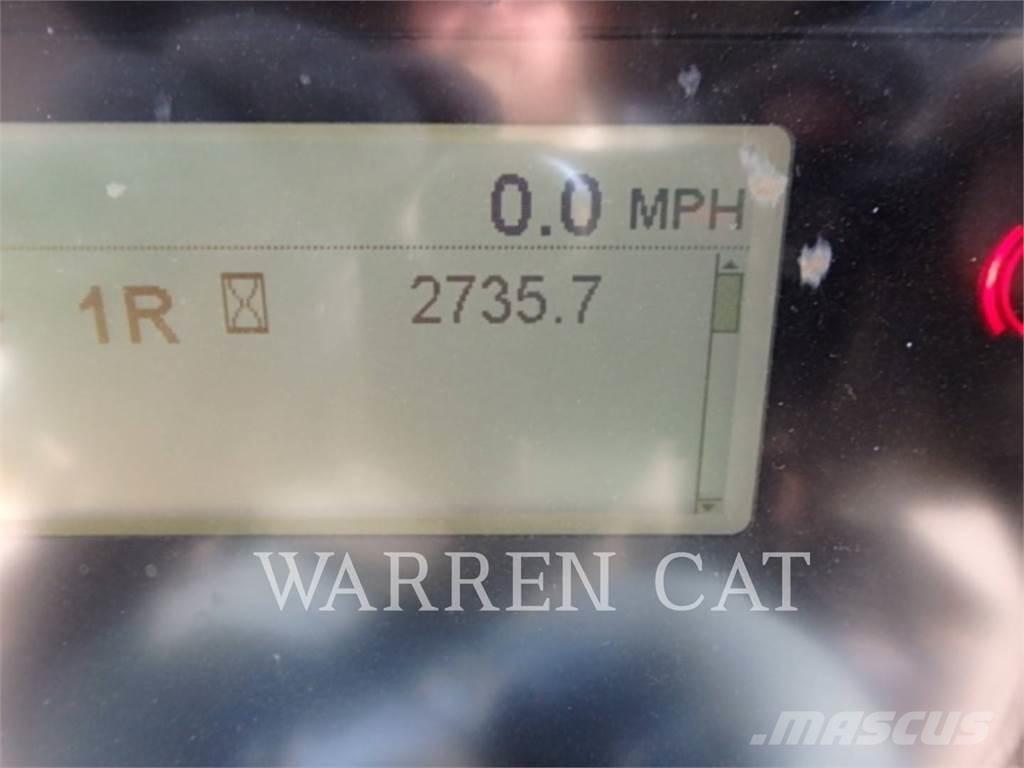 0.0 MPH
1R 2735.7
WARREN CAT
MASCUS